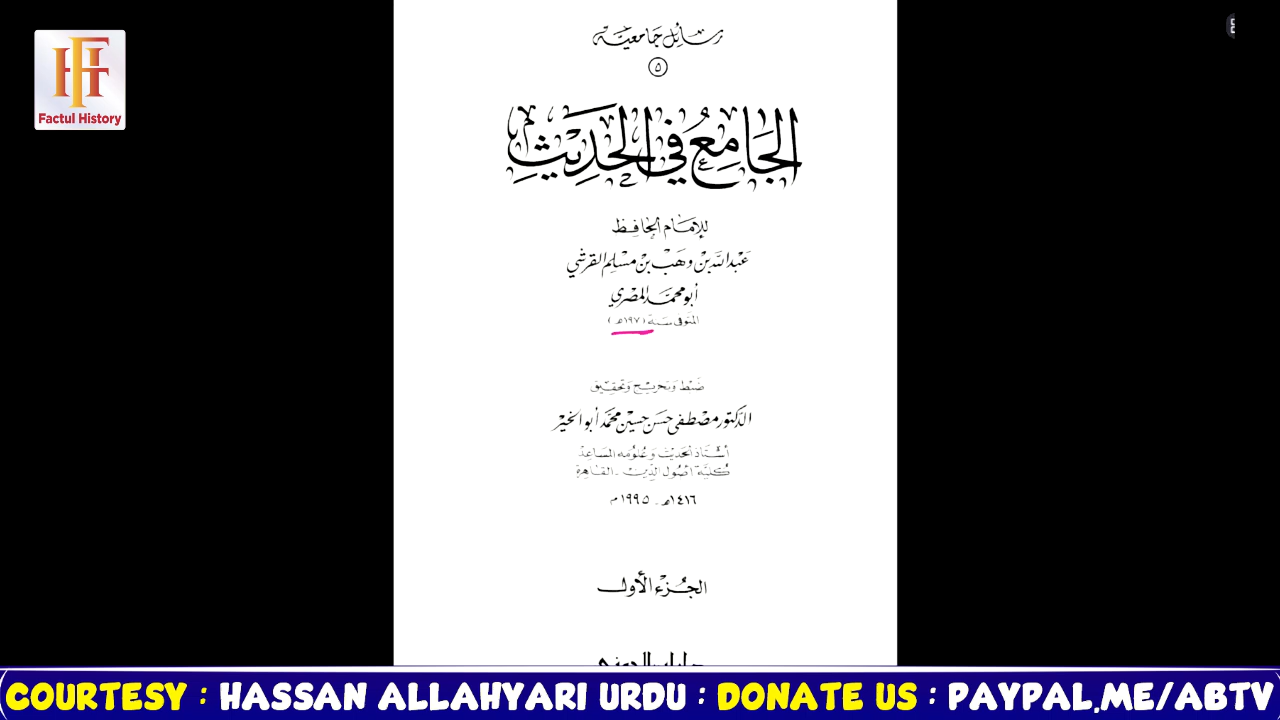 Factul History
رسائل جامعية
٥
الجامع في الحديث
للإمام الحافظ
عبد الله بن وهب بن مسلم القرشي
أبو محمد المصري
المتوفى سنة (١٩٧هـ)
ضبط وتخريج وتحقيق
الدكتور مصطفى حسن حسين محمد أبو الخير
أستاذ الحديث وعلومه المساعد
كلية أصول الدين - القاهرة
١٤١٦هـ - ١٩٩٥م
الجزء الأول
COURTESY : HASSAN ALLAHYARI URDU : DONATE US : PAYPAL.ME/ABTV